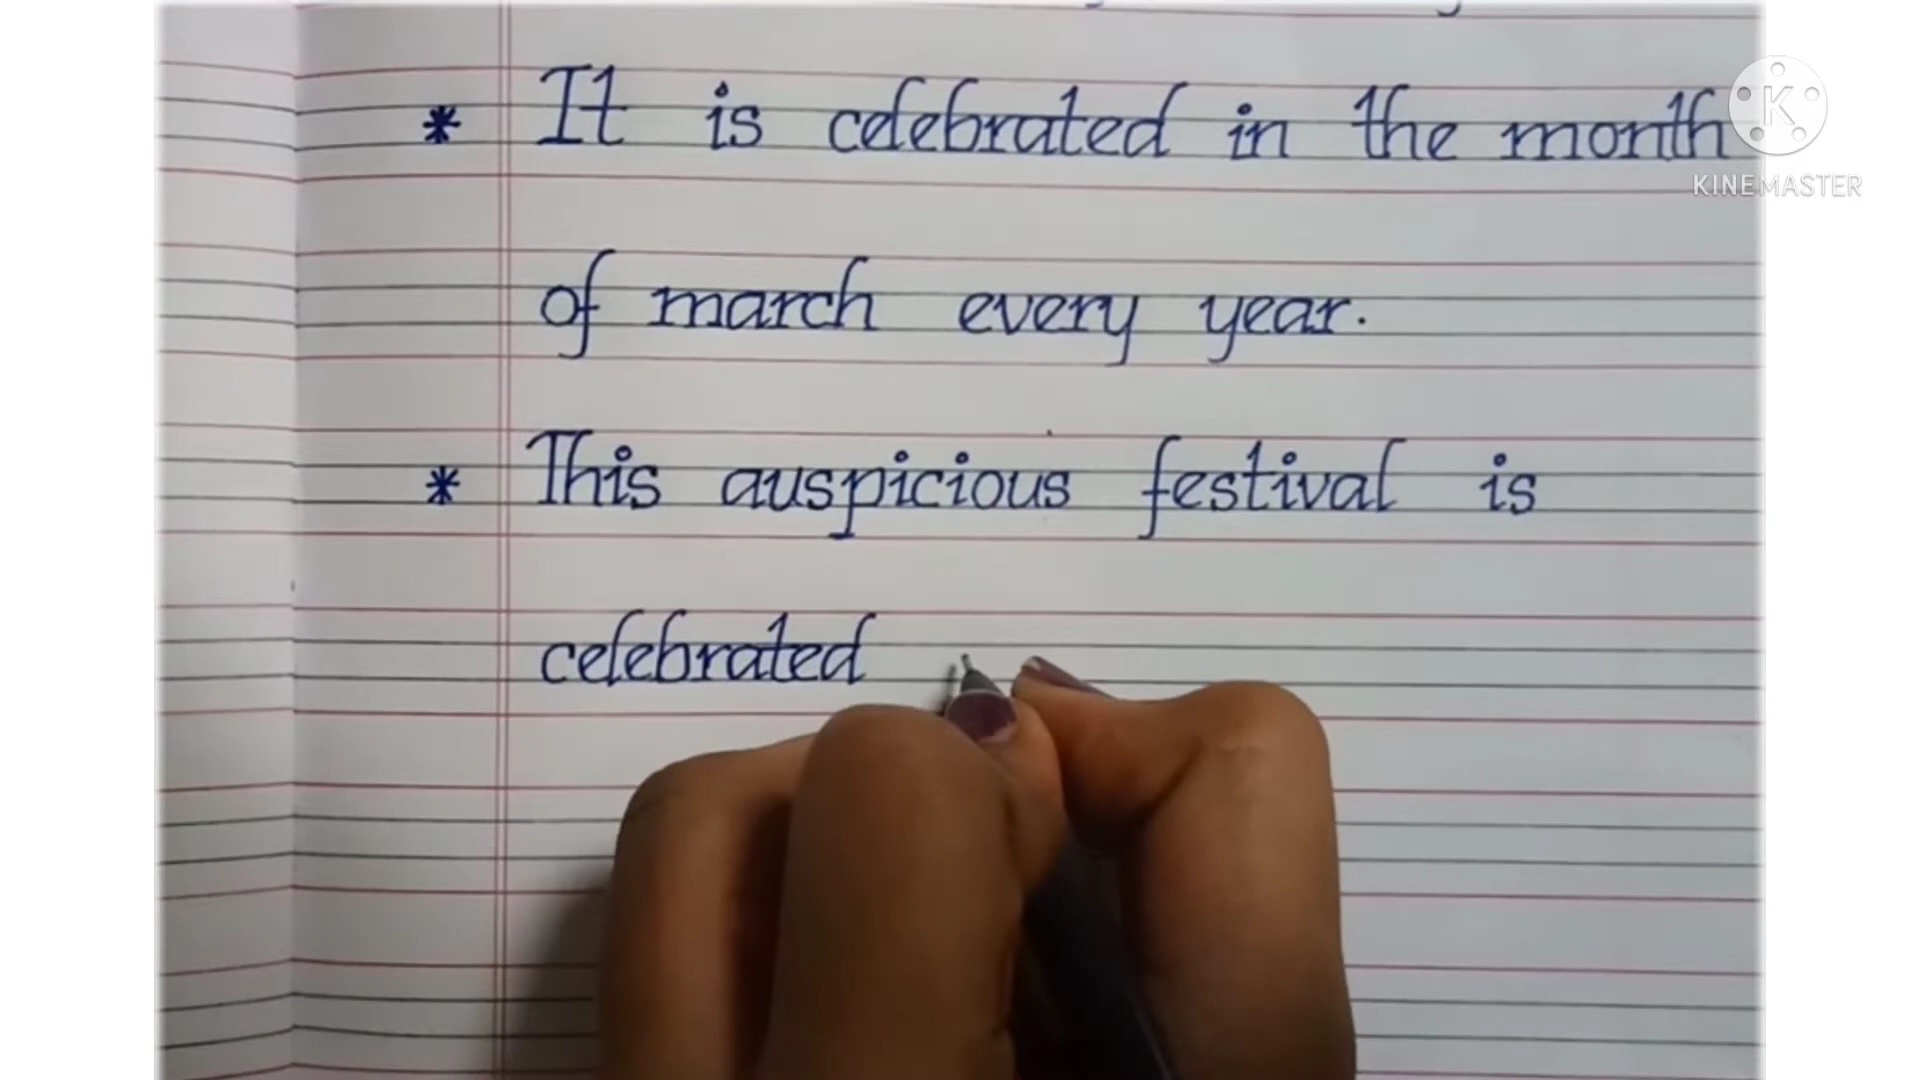 * It is celebrated in the month
of march every year.
* This auspicious festival is
celebrated
KINEMASTER